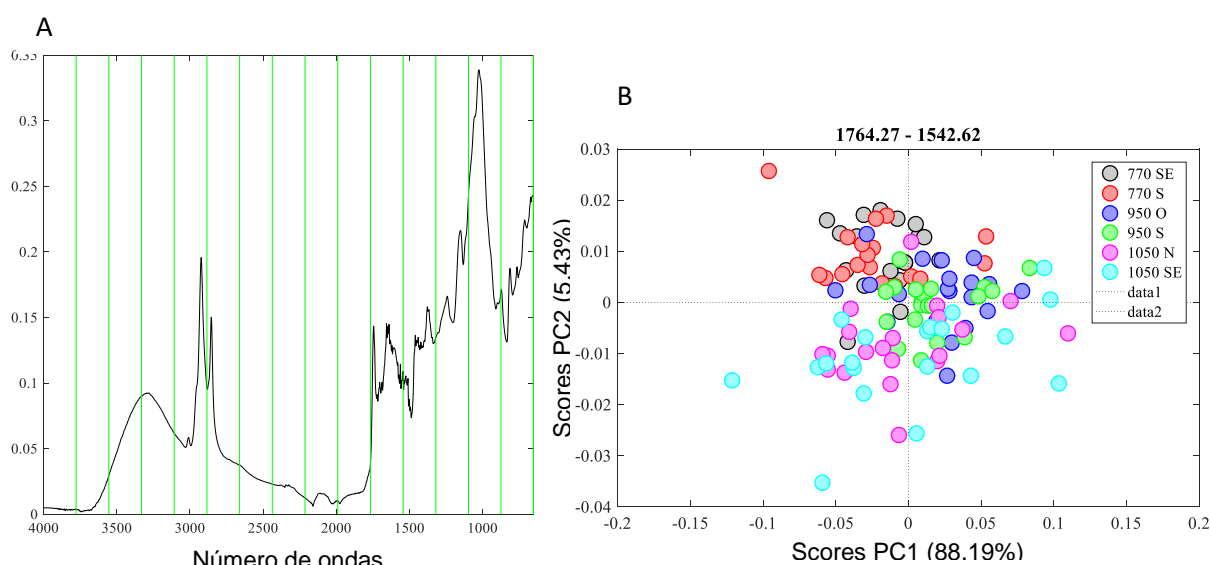 A
0.35
0.3
0.25
0.2
0.15
0.1
0.05
0
4000 3500 3000 2500 2000 1500 1000
Número de ondas
B
1764.27 - 1542.62
Scores PC2 (5.43%)
0.03
0.02
0.01
0
-0.01
-0.02
-0.03
-0.04
-0.2 -0.15 -0.1 -0.05 0 0.05 0.1 0.15 0.2
Scores PC1 (88.19%)
770 SE
770 S
950 O
950 S
1050 N
1050 SE
data1
data2